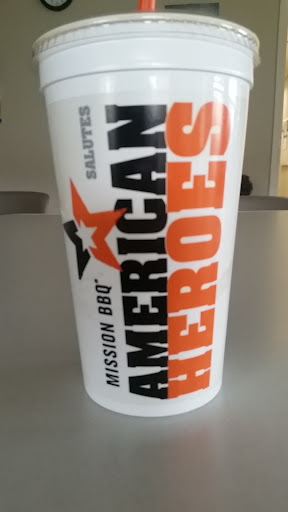 MISSION BBQ® SALUTES
AMERICAN
HEROES